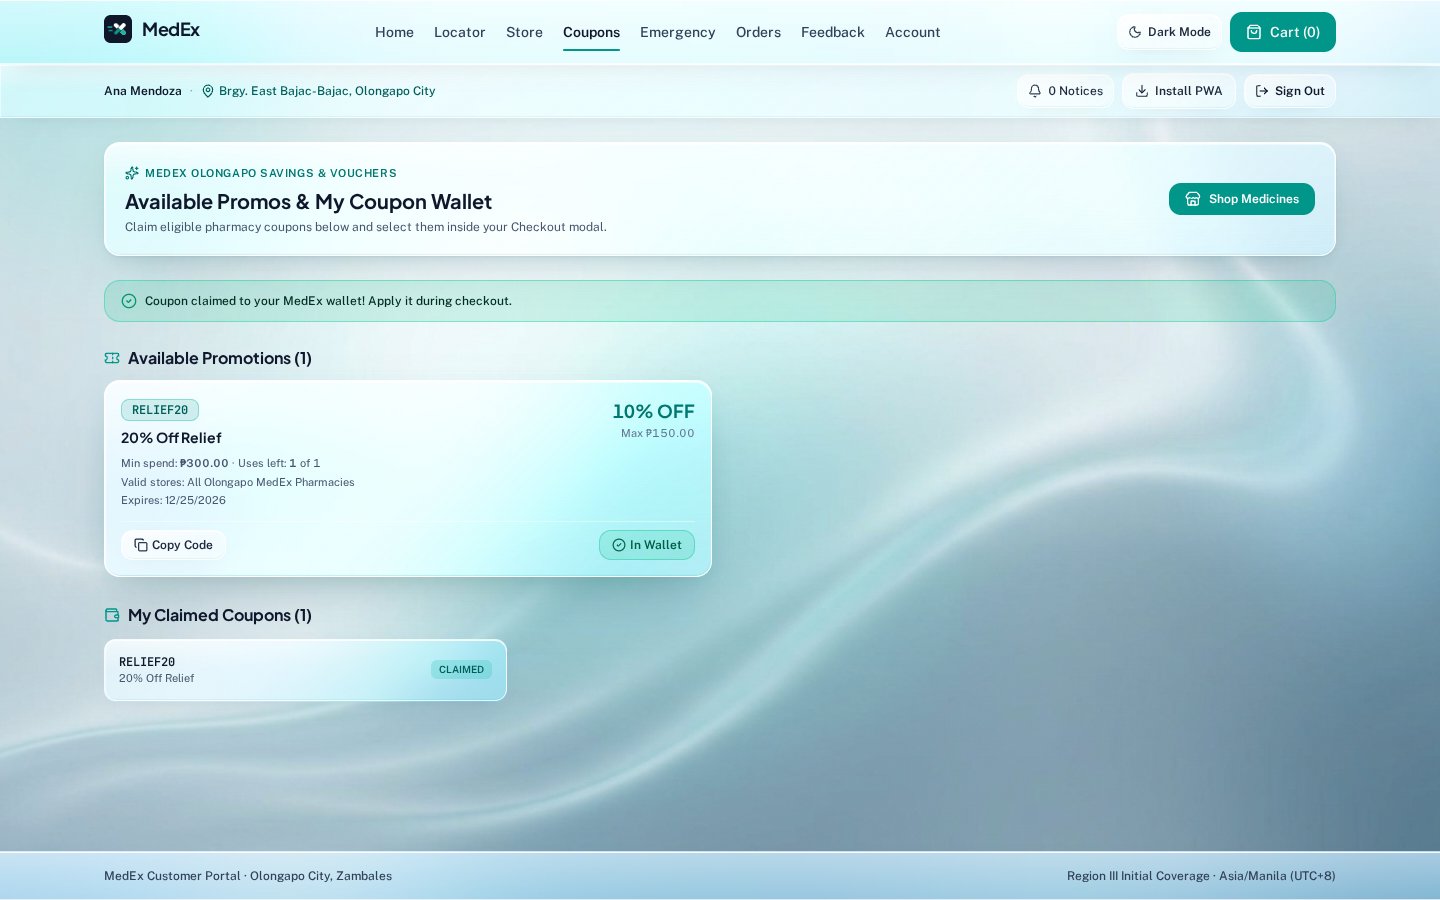 MedEx
Home Locator Store Coupons Emergency Orders Feedback Account
Dark Mode
Cart (0)
Ana Mendoza · Brgy. East Bajac-Bajac, Olongapo City
0 Notices
Install PWA
Sign Out
MEDEX OLONGAPO SAVINGS & VOUCHERS
Available Promos & My Coupon Wallet
Claim eligible pharmacy coupons below and select them inside your Checkout modal.
Shop Medicines
Coupon claimed to your MedEx wallet! Apply it during checkout.
Available Promotions (1)
RELIEF20
10% OFF
Max ₱150.00
20% Off Relief
Min spend: ₱300.00 · Uses left: 1 of 1
Valid stores: All Olongapo MedEx Pharmacies
Expires: 12/25/2026
Copy Code
In Wallet
My Claimed Coupons (1)
RELIEF20
20% Off Relief
CLAIMED
MedEx Customer Portal · Olongapo City, Zambales
Region III Initial Coverage · Asia/Manila (UTC+8)